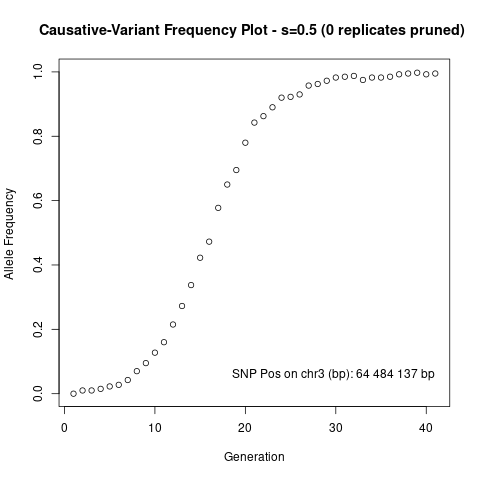 Causative-Variant Frequency Plot - s=0.5 (0 replicates pruned)
Allele Frequency
1.0
0.8
0.6
0.4
0.2
0.0
SNP Pos on chr3 (bp): 64 484 137 bp
0 10 20 30 40
Generation